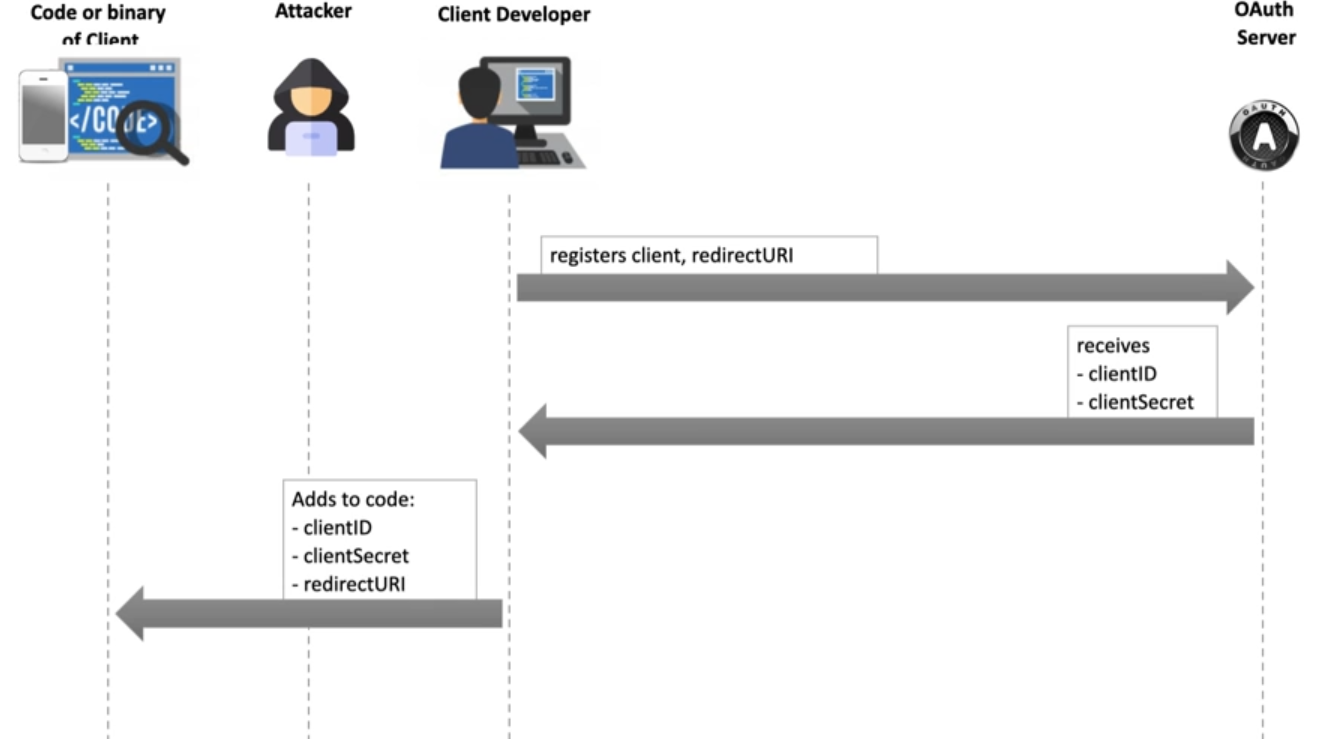 Code or binary
of Client
Attacker
Client Developer
OAuth
Server
</CODE>
OAUTH
A
registers client, redirectURI
receives
- clientID
- clientSecret
Adds to code:
- clientID
- clientSecret
- redirectURI